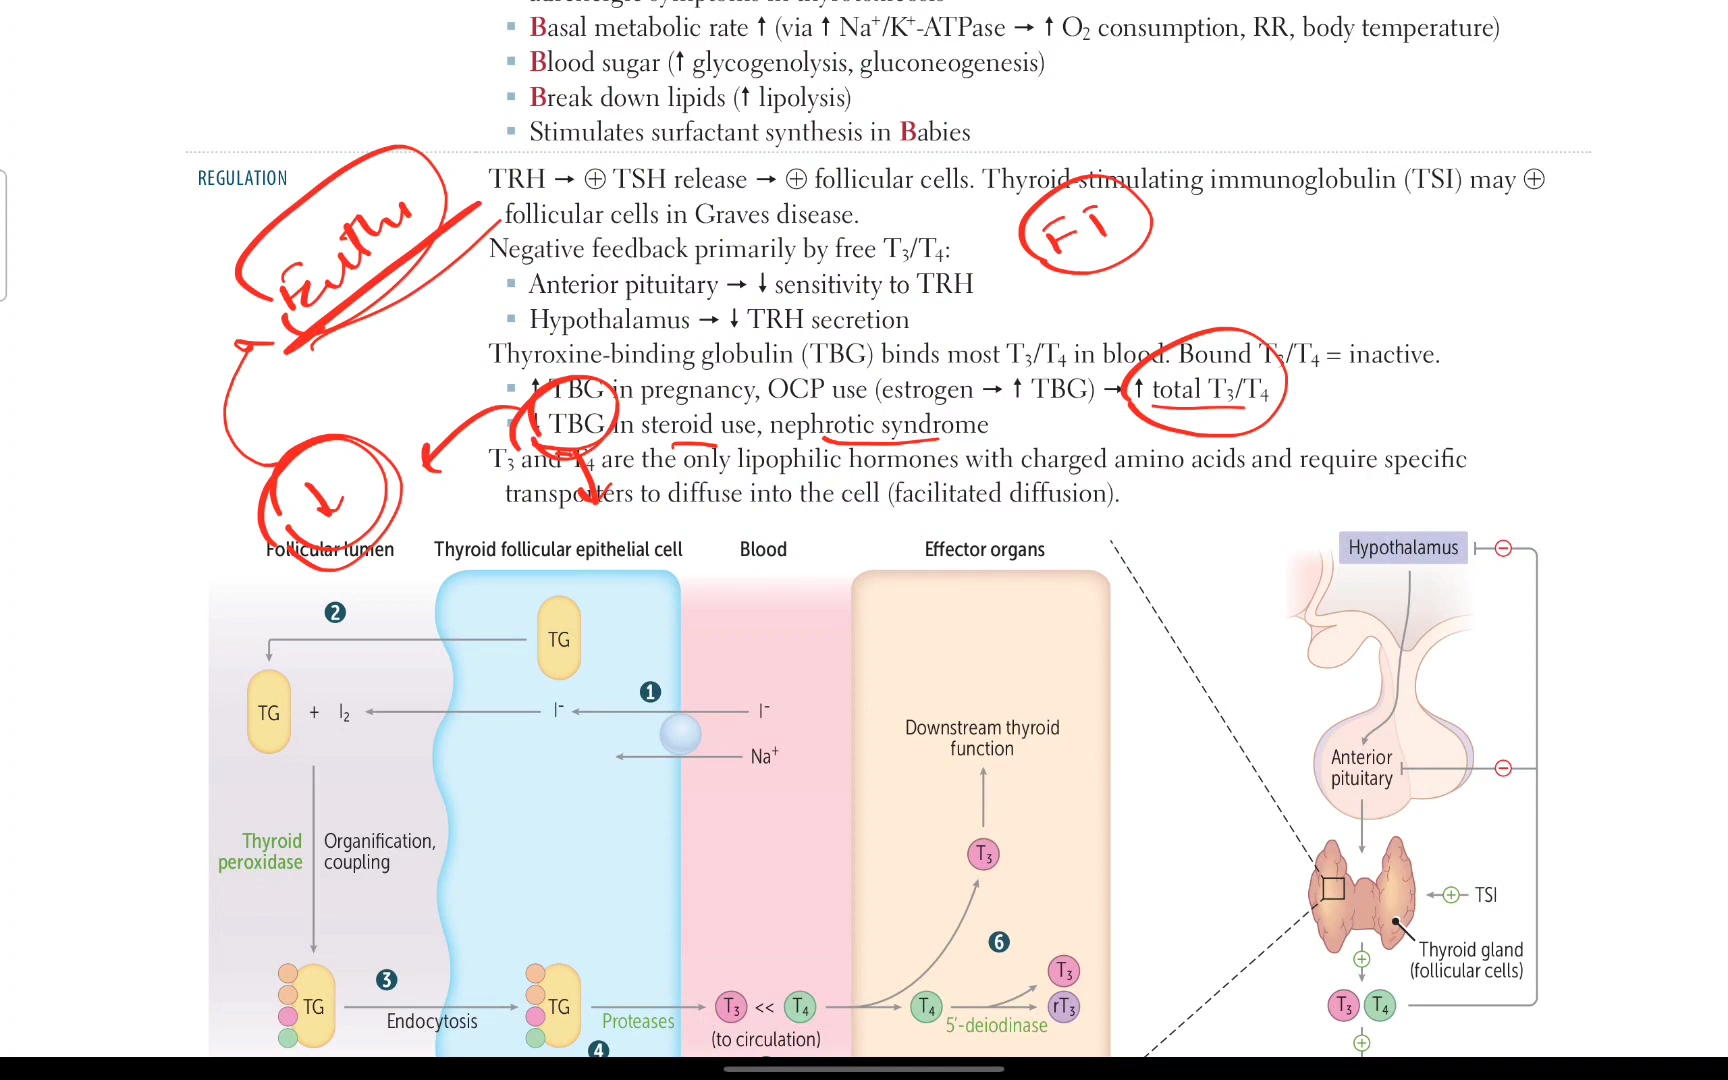 Basal metabolic rate ↑ (via ↑ Na⁺/K⁺-ATPase → ↑ O₂ consumption, RR, body temperature)
Blood sugar (↑ glycogenolysis, gluconeogenesis)
Break down lipids (↑ lipolysis)
Stimulates surfactant synthesis in Babies
REGULATION
TRH → ⊕ TSH release → ⊕ follicular cells. Thyroid-stimulating immunoglobulin (TSI) may ⊕
follicular cells in Graves disease.
Negative feedback primarily by free T₃/T₄:
Anterior pituitary → ↓ sensitivity to TRH
Hypothalamus → ↓ TRH secretion
Thyroxine-binding globulin (TBG) binds most T₃/T₄ in blood. Bound T₃/T₄ = inactive.
↑ TBG in pregnancy, OCP use (estrogen → ↑ TBG) → ↑ total T₃/T₄
↓ TBG in steroid use, nephrotic syndrome
T₃ and T₄ are the only lipophilic hormones with charged amino acids and require specific
transporters to diffuse into the cell (facilitated diffusion).
Follicular lumen
Thyroid follicular epithelial cell
Blood
Effector organs
Hypothalamus
2
TG
TG + I₂
I⁻
1
I⁻
Na⁺
Downstream thyroid
function
Anterior
pituitary
Thyroid
peroxidase
Organification,
coupling
T₃
TSI
Thyroid gland
(follicular cells)
3
TG
Endocytosis
TG
Proteases
4
T₃ << T₄
(to circulation)
6
T₄
5'-deiodinase
T₃
rT₃
T₃ T₄